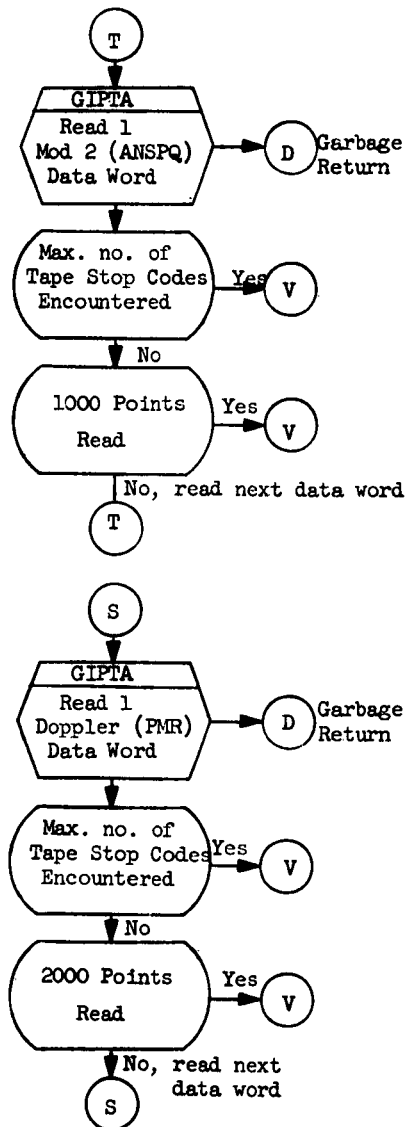 T
GIPTA
Read 1
Mod 2 (ANSPQ)
Data Word
D
Garbage
Return
Max. no. of
Tape Stop Codes
Encountered
Yes
V
No
1000 Points
Read
Yes
V
No, read next data word
T
S
GIPTA
Read 1
Doppler (PMR)
Data Word
D
Garbage
Return
Max. no. of
Tape Stop Codes
Encountered
Yes
V
No
2000 Points
Read
Yes
V
No, read next
data word
S